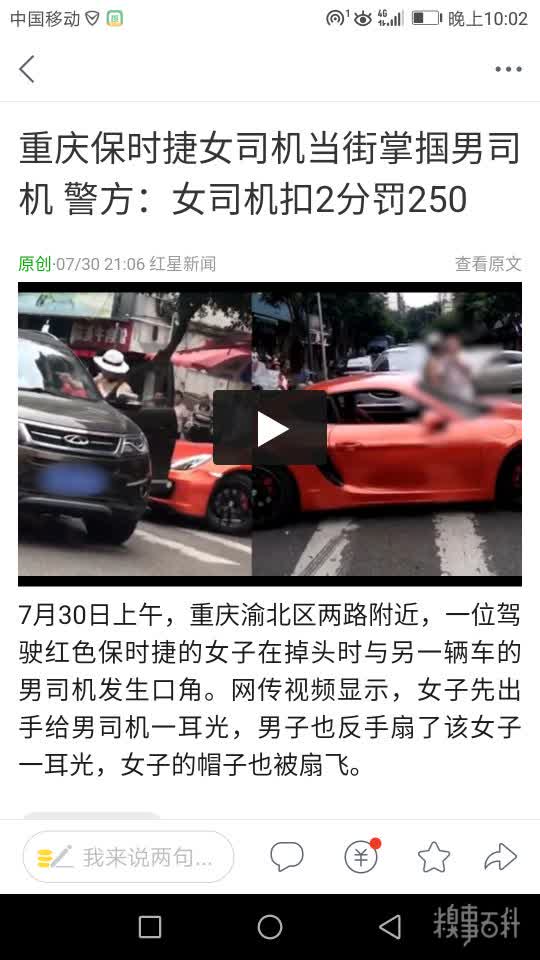 中国移动
晚上10:02
重庆保时捷女司机当街掌掴男司
机 警方：女司机扣2分罚250
原创·07/30 21:06 红星新闻
查看原文
7月30日上午，重庆渝北区两路附近，一位驾
驶红色保时捷的女子在掉头时与另一辆车的
男司机发生口角。网传视频显示，女子先出
手给男司机一耳光，男子也反手扇了该女子
一耳光，女子的帽子也被扇飞。
我来说两句...
糗事百科